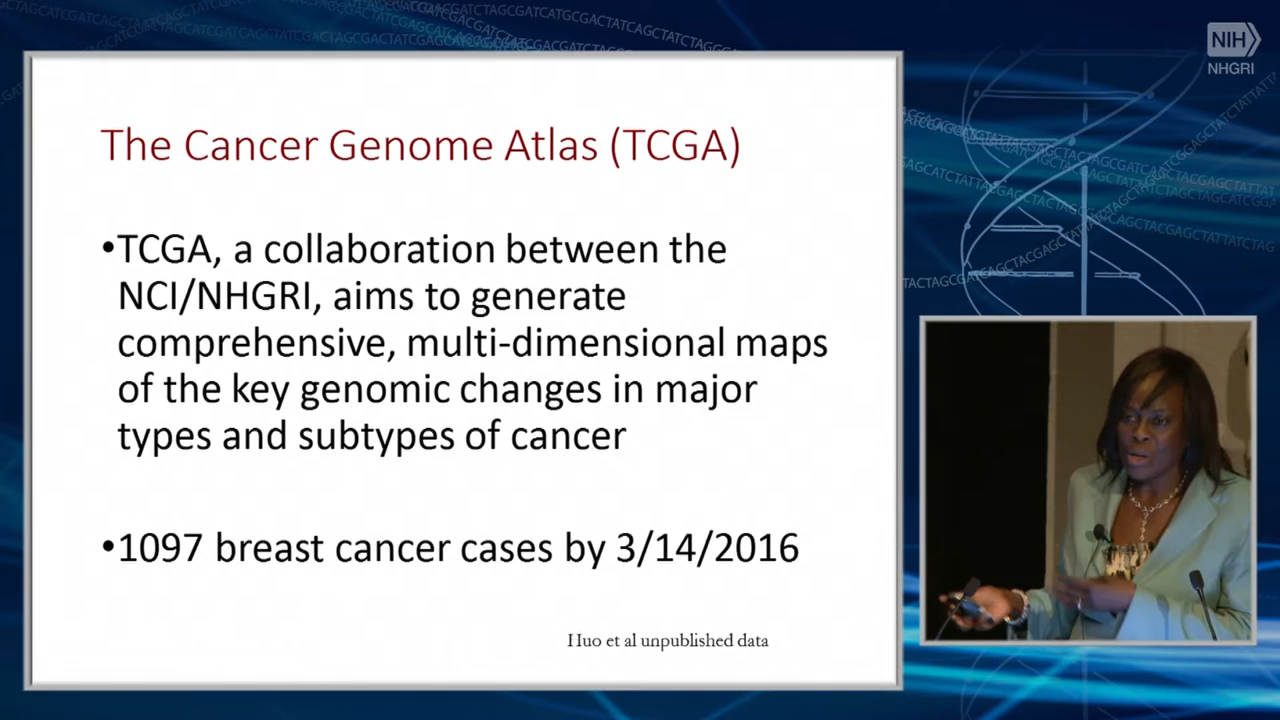 NIH
NHGRI
The Cancer Genome Atlas (TCGA)
•TCGA, a collaboration between the
NCI/NHGRI, aims to generate
comprehensive, multi-dimensional maps
of the key genomic changes in major
types and subtypes of cancer
•1097 breast cancer cases by 3/14/2016
Huo et al unpublished data